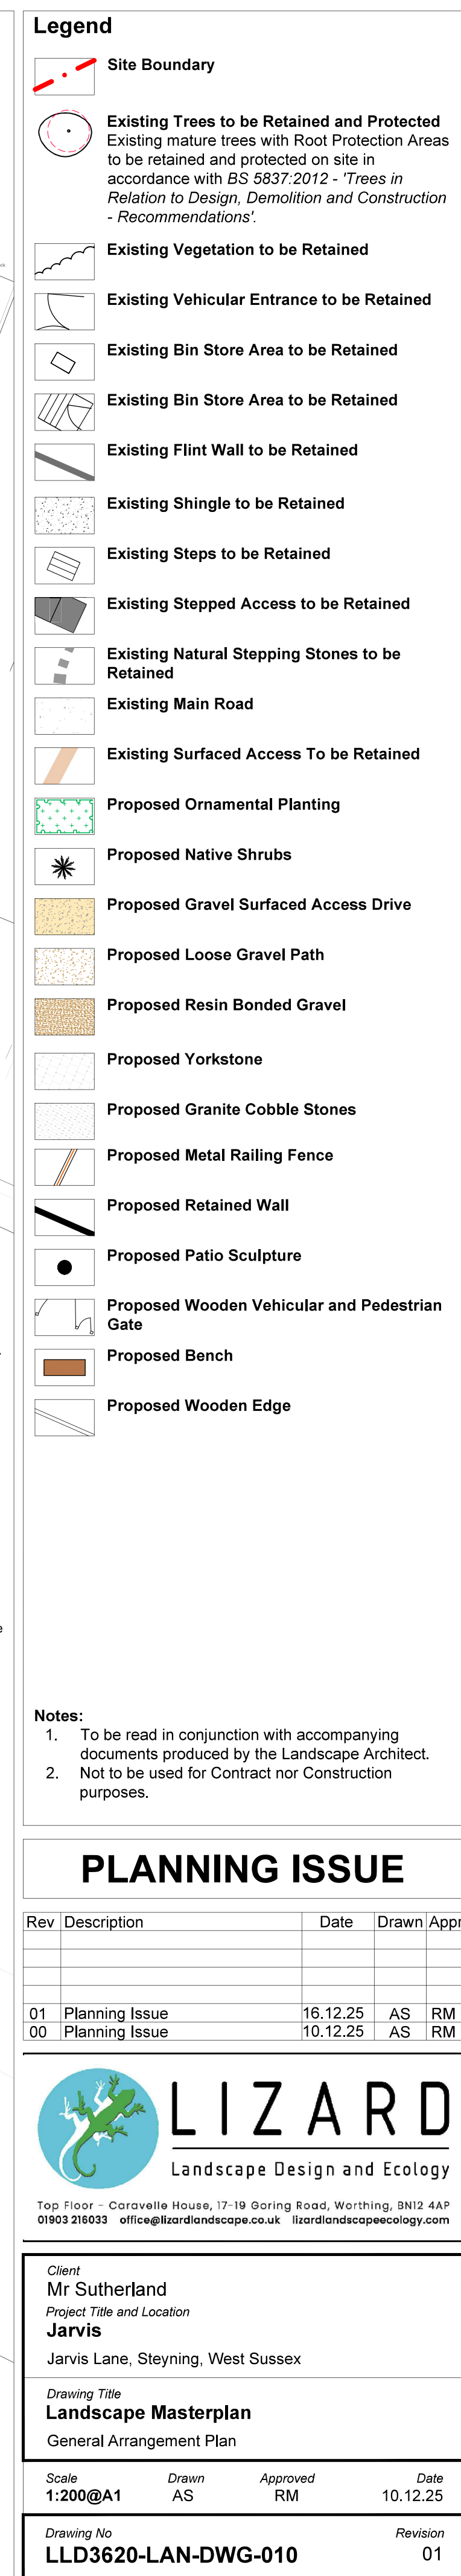 Legend
Site Boundary
Existing Trees to be Retained and Protected
Existing mature trees with Root Protection Areas
to be retained and protected on site in
accordance with BS 5837:2012 - 'Trees in
Relation to Design, Demolition and Construction
- Recommendations'.
Existing Vegetation to be Retained
Existing Vehicular Entrance to be Retained
Existing Bin Store Area to be Retained
Existing Bin Store Area to be Retained
Existing Flint Wall to be Retained
Existing Shingle to be Retained
Existing Steps to be Retained
Existing Stepped Access to be Retained
Existing Natural Stepping Stones to be
Retained
Existing Main Road
Existing Surfaced Access To be Retained
Proposed Ornamental Planting
Proposed Native Shrubs
Proposed Gravel Surfaced Access Drive
Proposed Loose Gravel Path
Proposed Resin Bonded Gravel
Proposed Yorkstone
Proposed Granite Cobble Stones
Proposed Metal Railing Fence
Proposed Retained Wall
Proposed Patio Sculpture
Proposed Wooden Vehicular and Pedestrian
Gate
Proposed Bench
Proposed Wooden Edge
Notes:
1. To be read in conjunction with accompanying
documents produced by the Landscape Architect.
2. Not to be used for Contract nor Construction
purposes.
PLANNING ISSUE
Rev Description Date Drawn Appr
01 Planning Issue 16.12.25 AS RM
00 Planning Issue 10.12.25 AS RM
LIZARD
Landscape Design and Ecology
Top Floor - Caravelle House, 17-19 Goring Road, Worthing, BN12 4AP
01903 216033 office@lizardlandscape.co.uk lizardlandscapeecology.com
Client
Mr Sutherland
Project Title and Location
Jarvis
Jarvis Lane, Steyning, West Sussex
Drawing Title
Landscape Masterplan
General Arrangement Plan
Scale Drawn Approved Date
1:200@A1 AS RM 10.12.25
Drawing No Revision
LLD3620-LAN-DWG-010 01